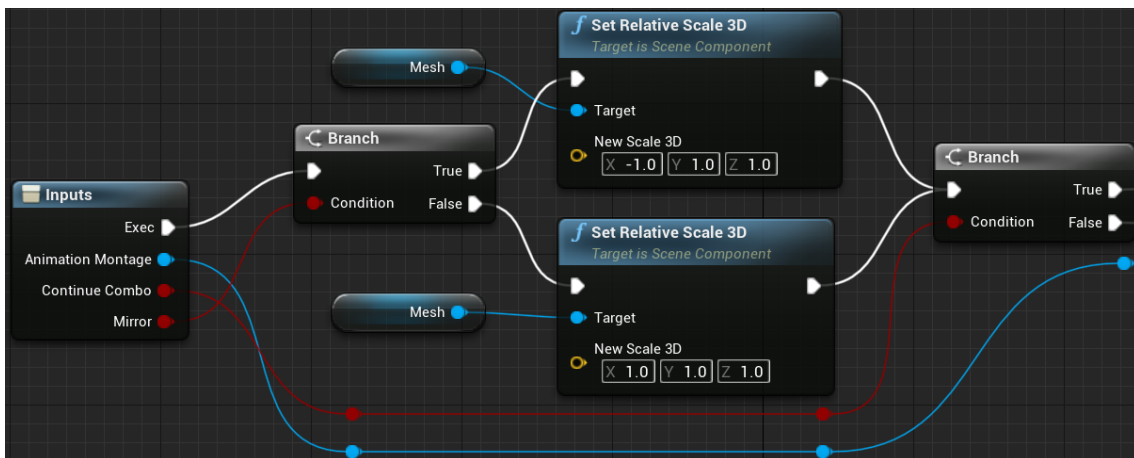 Inputs
Exec
Animation Montage
Continue Combo
Mirror
Branch
True
Condition
False
Mesh
Set Relative Scale 3D
Target is Scene Component
Target
New Scale 3D
X -1.0 Y 1.0 Z 1.0
Mesh
Set Relative Scale 3D
Target is Scene Component
Target
New Scale 3D
X 1.0 Y 1.0 Z 1.0
Branch
True
Condition
False